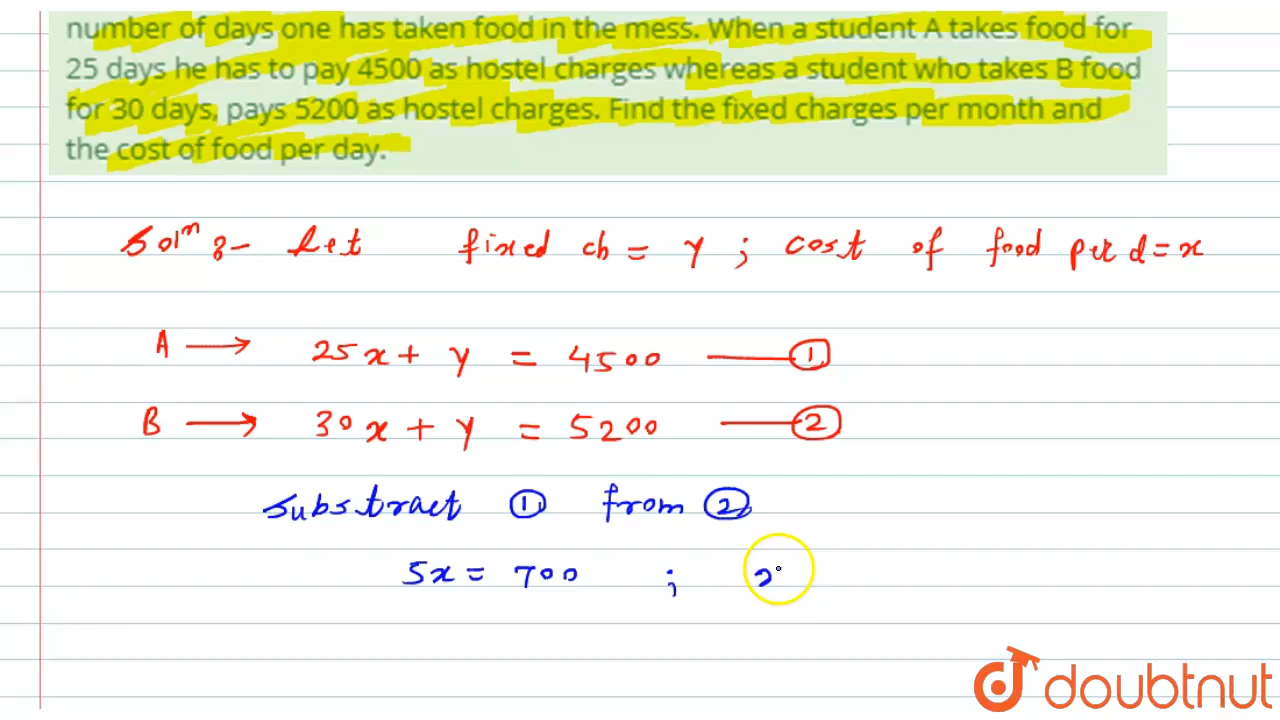 number of days one has taken food in the mess. When a student A takes food for
25 days he has to pay 4500 as hostel charges whereas a student who takes B food
for 30 days, pays 5200 as hostel charges. Find the fixed charges per month and
the cost of food per day.
Solⁿ :- Let fixed ch = y ; cost of food per d = x
A → 25x + y = 4500 —— ①
B → 30x + y = 5200 —— ②
Substract ① from ②
5x = 700 ;
doubtnut